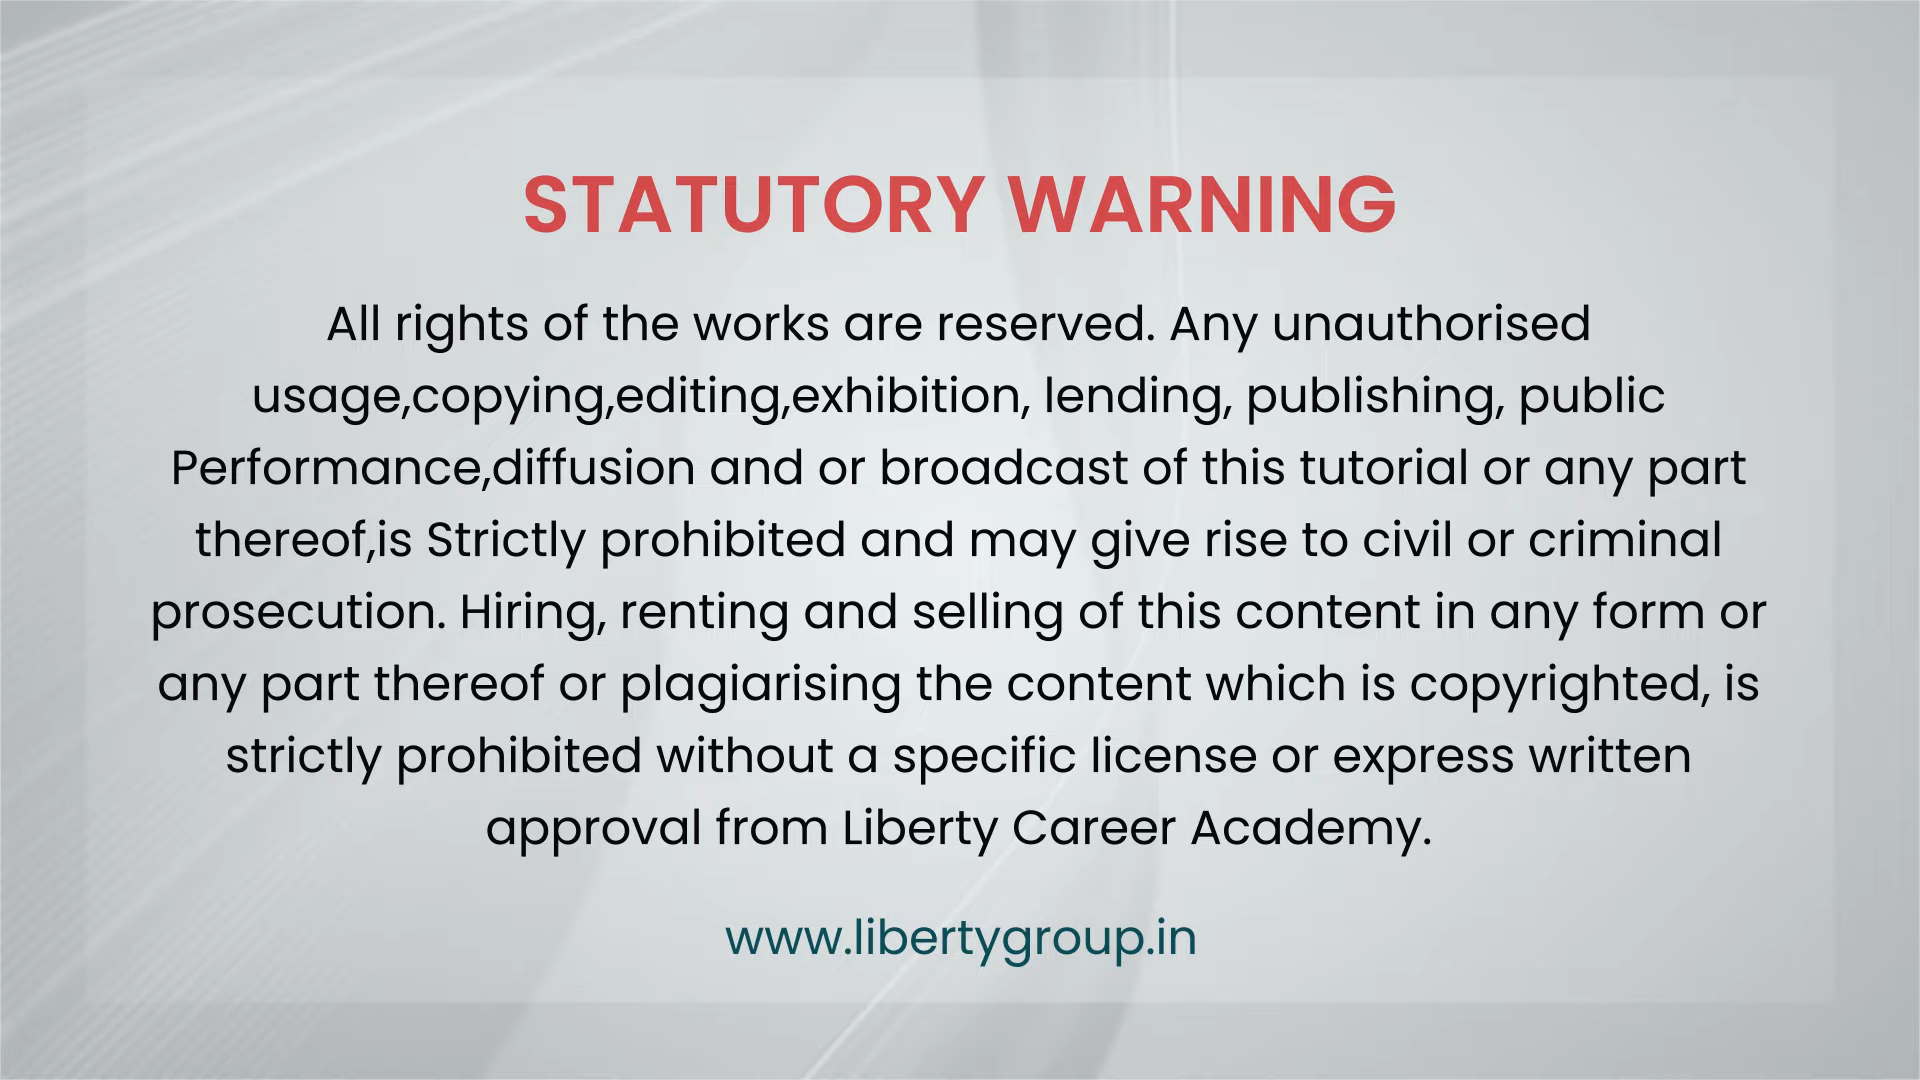 STATUTORY WARNING
All rights of the works are reserved. Any unauthorised
usage,copying,editing,exhibition, lending, publishing, public
Performance,diffusion and or broadcast of this tutorial or any part
thereof,is Strictly prohibited and may give rise to civil or criminal
prosecution. Hiring, renting and selling of this content in any form or
any part thereof or plagiarising the content which is copyrighted, is
strictly prohibited without a specific license or express written
approval from Liberty Career Academy.
www.libertygroup.in